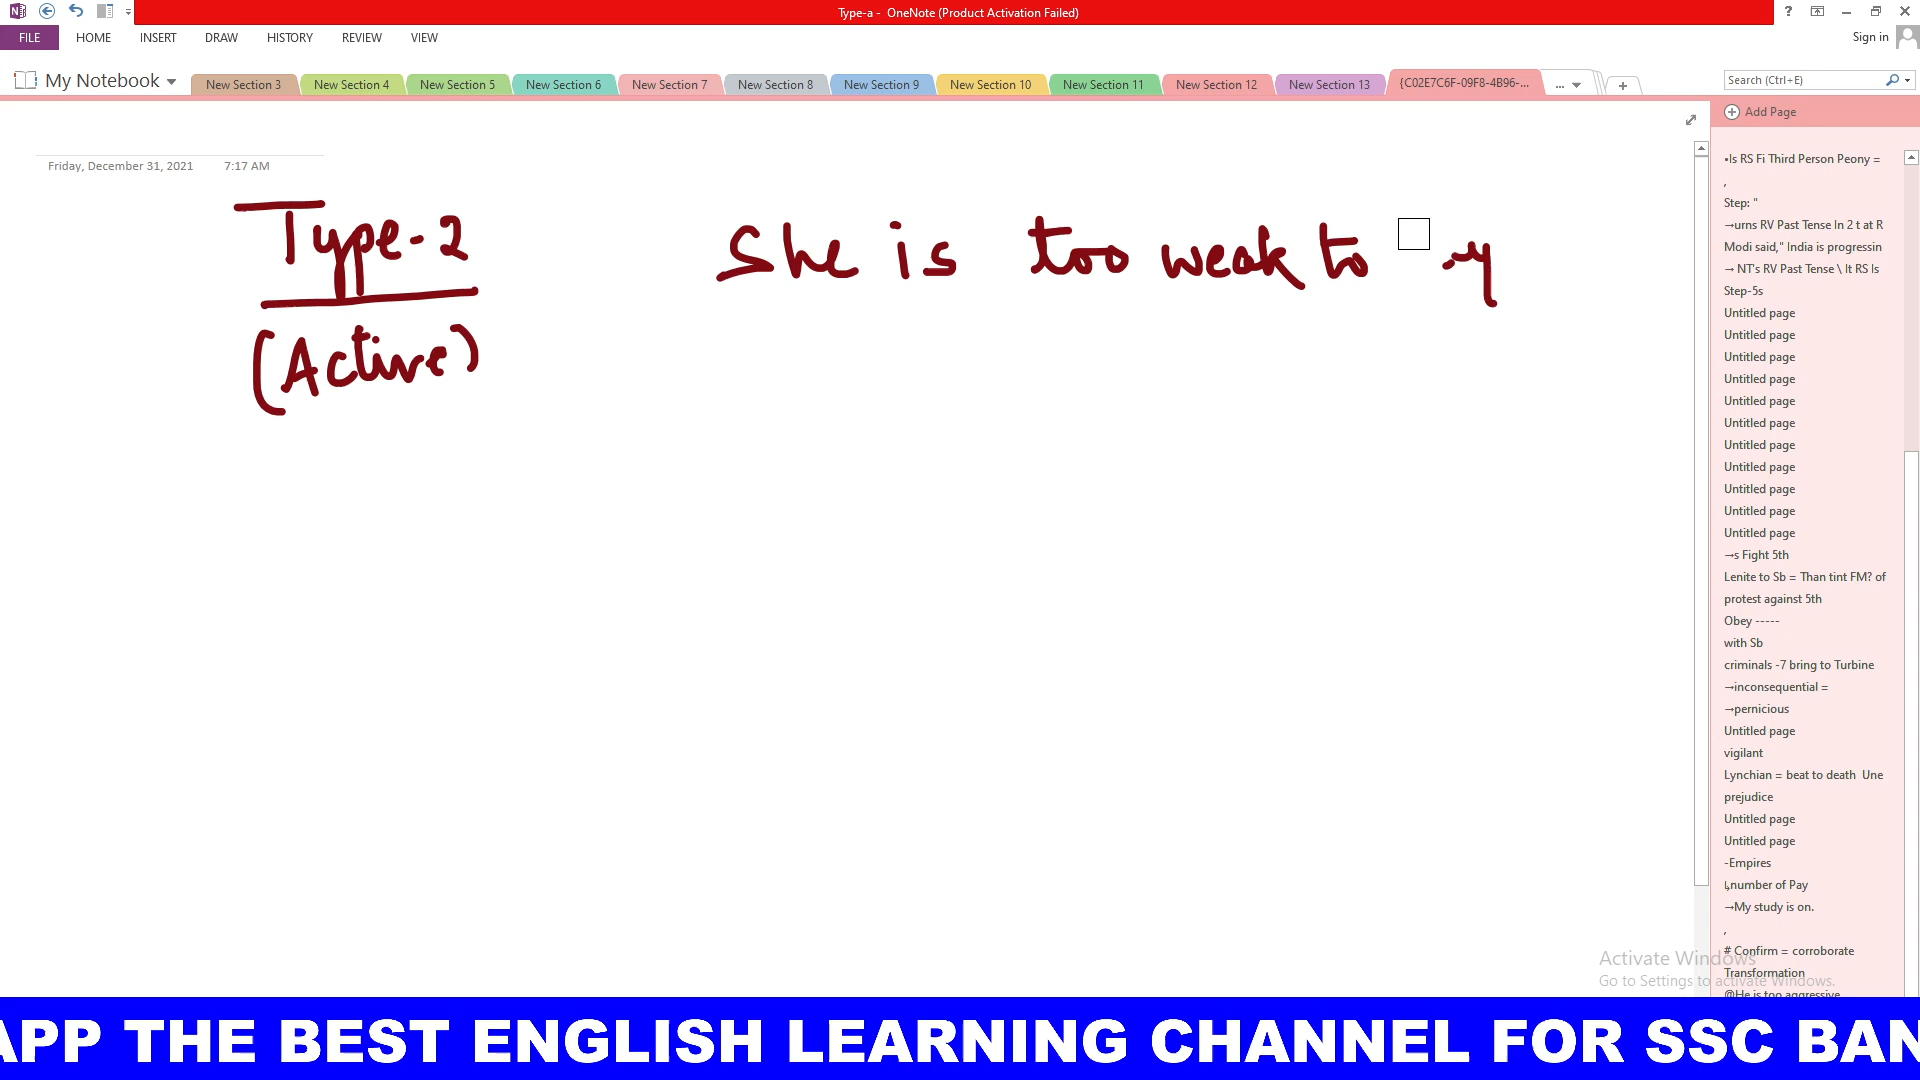 Type-a - OneNote (Product Activation Failed)
FILE HOME INSERT DRAW HISTORY REVIEW VIEW
Sign in
My Notebook
New Section 3 New Section 4 New Section 5 New Section 6 New Section 7 New Section 8 New Section 9 New Section 10 New Section 11 New Section 12 New Section 13 {C02E7C6F-09F8-4B96-... ...
Search (Ctrl+E)
Add Page
Friday, December 31, 2021 7:17 AM
Type-2
(Active)
She is too weak to
•Is RS Fi Third Person Peony =
,
Step: "
→urns RV Past Tense In 2 t at R
Modi said," India is progressin
→ NT's RV Past Tense \ It RS Is
Step-5s
Untitled page
Untitled page
Untitled page
Untitled page
Untitled page
Untitled page
Untitled page
Untitled page
Untitled page
Untitled page
Untitled page
→s Fight 5th
Lenite to Sb = Than tint FM? of
protest against 5th
Obey -----
with Sb
criminals -7 bring to Turbine
→inconsequential =
→pernicious
Untitled page
vigilant
Lynchian = beat to death Une
prejudice
Untitled page
Untitled page
-Empires
↳number of Pay
→My study is on.
,
# Confirm = corroborate
Transformation
@He is too aggressive
Activate Windows
Go to Settings to activate Windows.
APP THE BEST ENGLISH LEARNING CHANNEL FOR SSC BAN